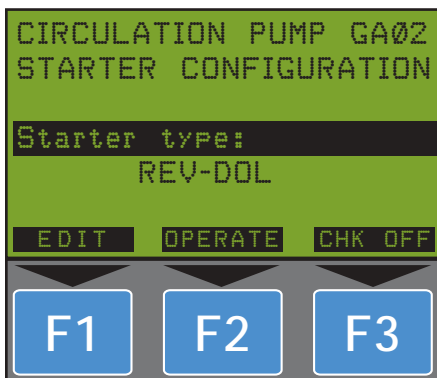 CIRCULATION PUMP GA02
STARTER CONFIGURATION
Starter type:
REV-DOL
EDIT OPERATE CHK OFF
F1 F2 F3